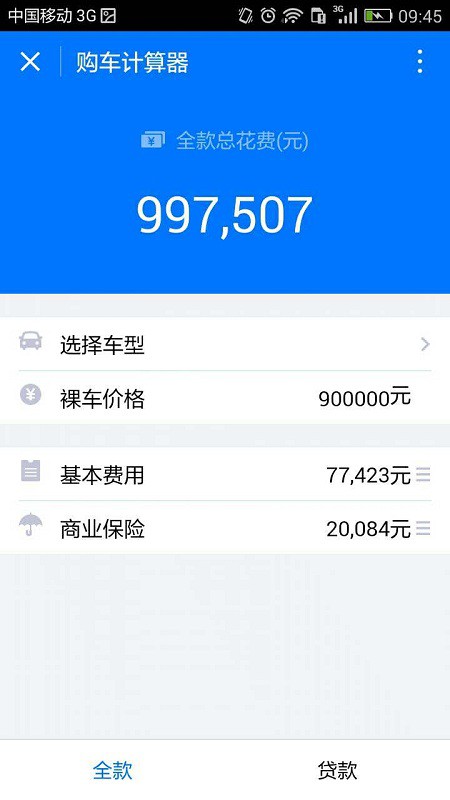 中国移动 3G 3G 09:45
购车计算器
全款总花费(元)
997,507
选择车型
裸车价格 900000元
基本费用 77,423元
商业保险 20,084元
全款 贷款